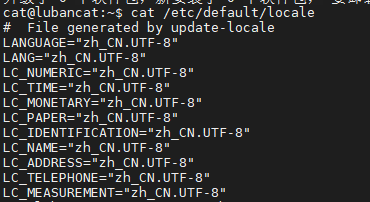 cat@lubancat:~$ cat /etc/default/locale
#  File generated by update-locale
LANGUAGE="zh_CN.UTF-8"
LANG="zh_CN.UTF-8"
LC_NUMERIC="zh_CN.UTF-8"
LC_TIME="zh_CN.UTF-8"
LC_MONETARY="zh_CN.UTF-8"
LC_PAPER="zh_CN.UTF-8"
LC_IDENTIFICATION="zh_CN.UTF-8"
LC_NAME="zh_CN.UTF-8"
LC_ADDRESS="zh_CN.UTF-8"
LC_TELEPHONE="zh_CN.UTF-8"
LC_MEASUREMENT="zh_CN.UTF-8"